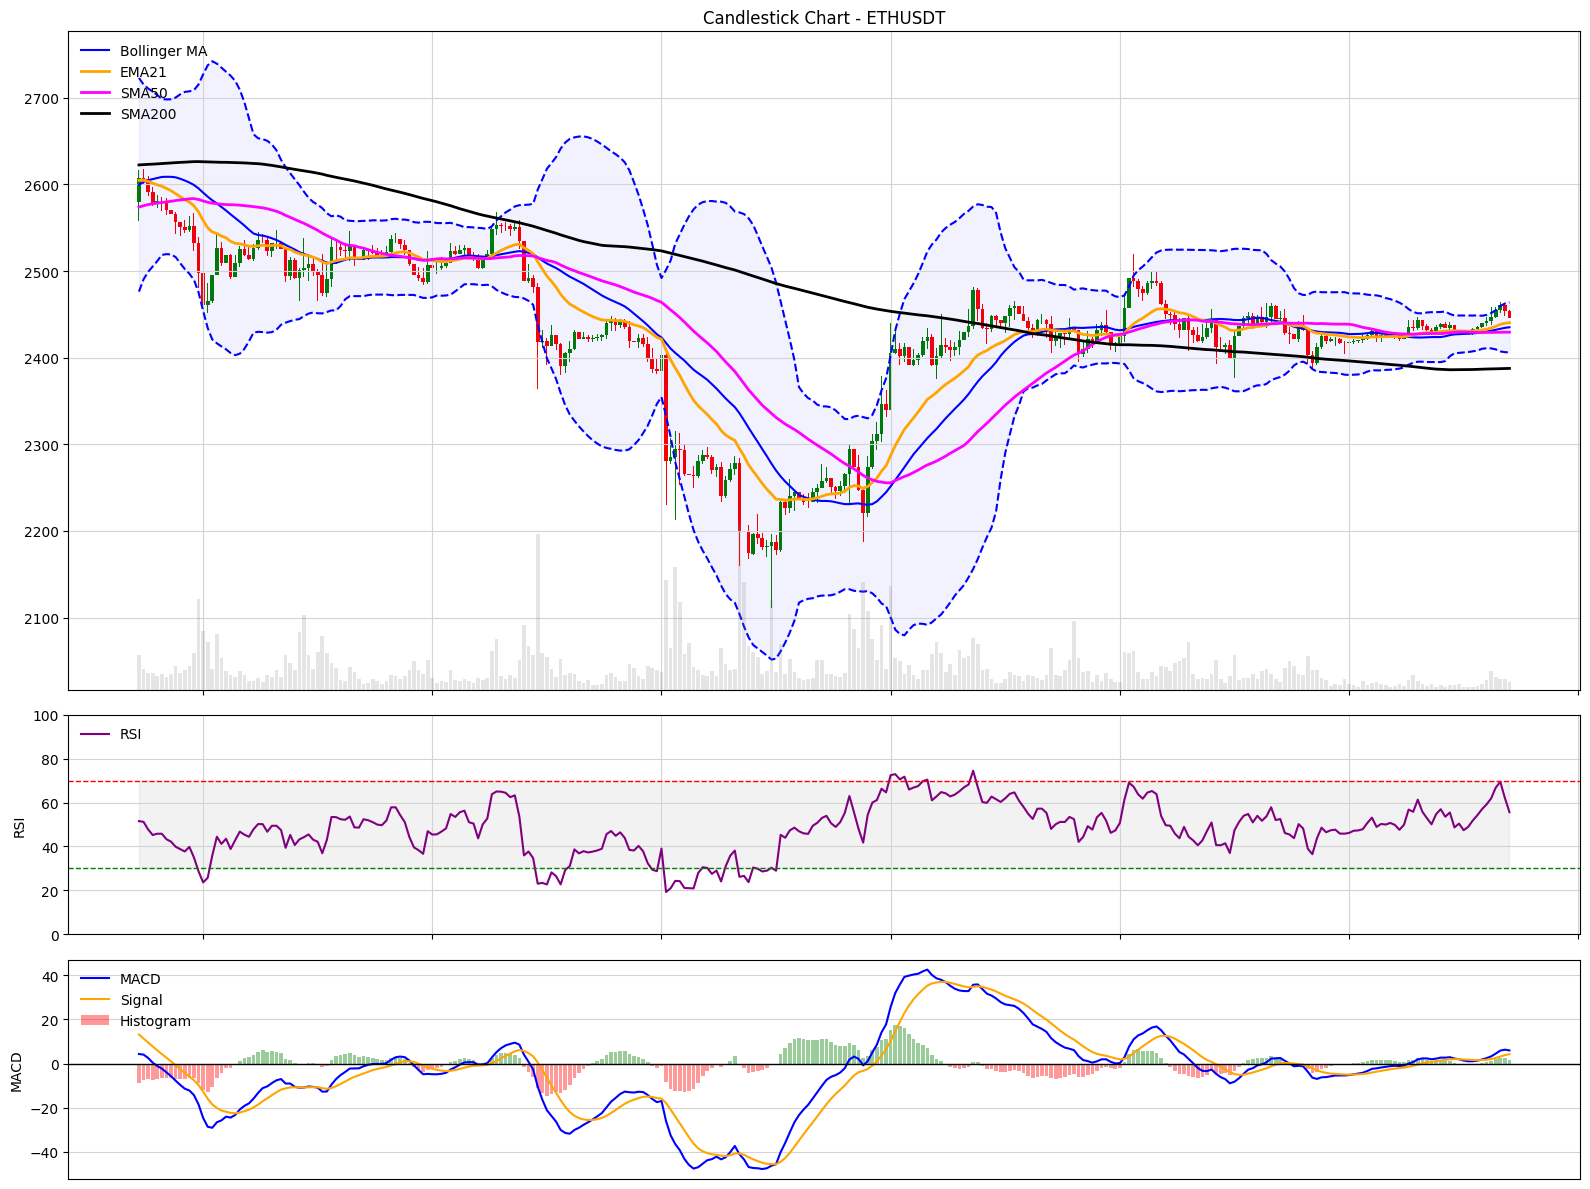 Candlestick Chart - ETHUSDT
Bollinger MA
EMA21
SMA50
SMA200
2700
2600
2500
2400
2300
2200
2100
RSI
100
80
60
40
20
0
RSI
MACD
Signal
Histogram
40
20
0
−20
−40
MACD